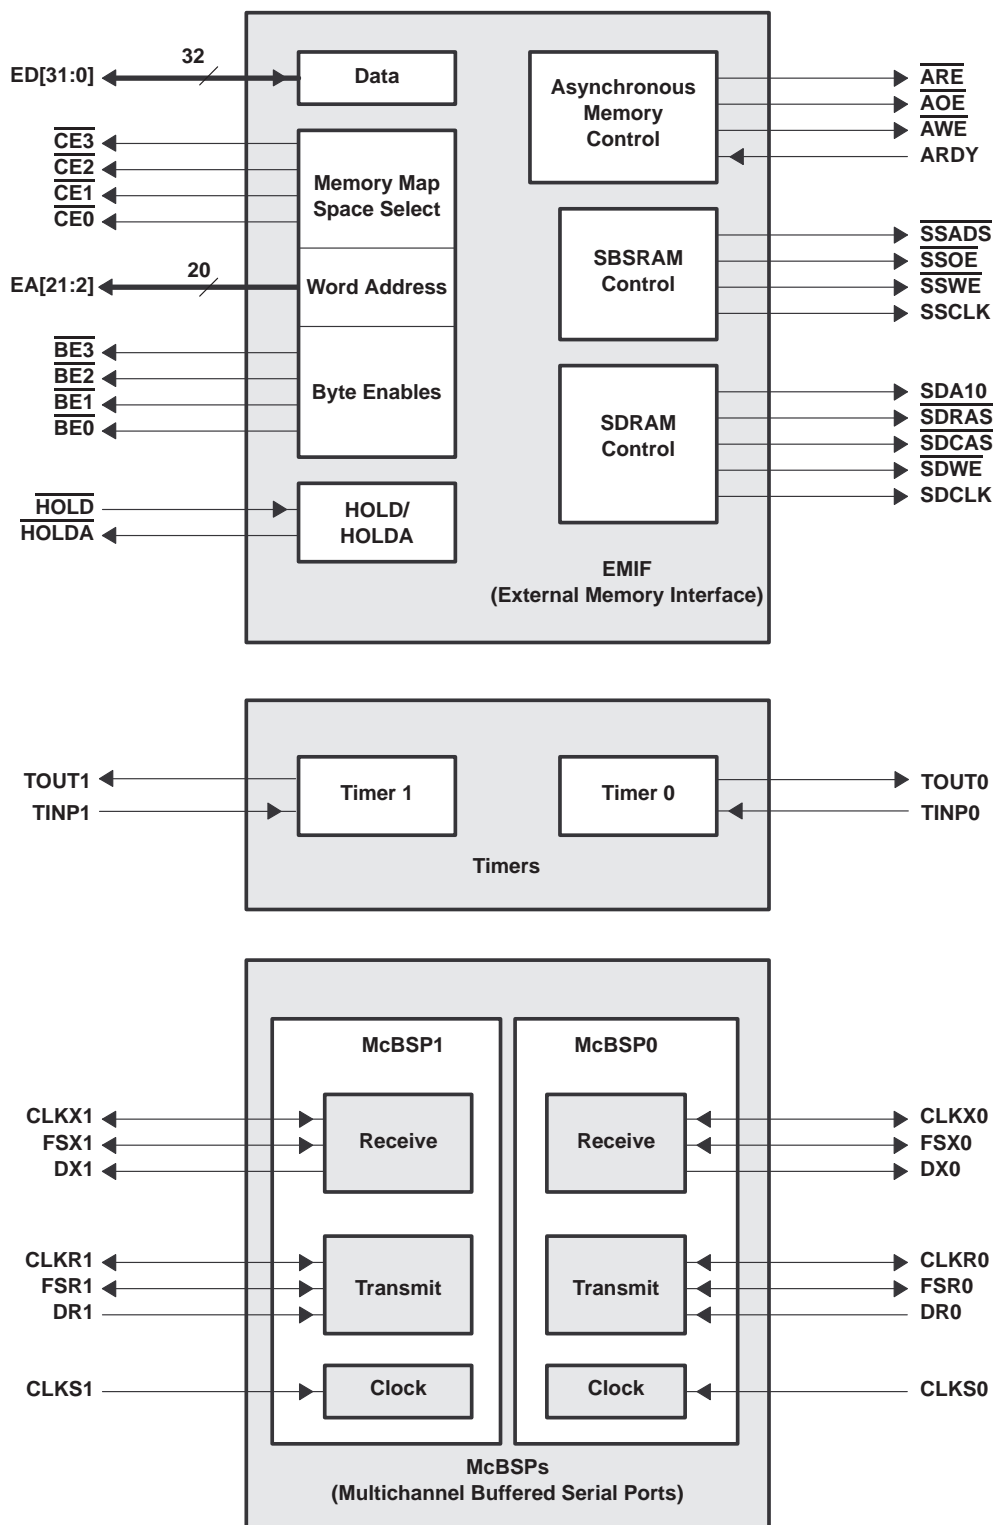 32
ED[31:0]
Data
CE3
CE2
CE1
CE0
Memory Map
Space Select
20
EA[21:2]
Word Address
BE3
BE2
BE1
BE0
Byte Enables
HOLD
HOLDA
HOLD/
HOLDA
Asynchronous
Memory
Control
ARE
AOE
AWE
ARDY
SBSRAM
Control
SSADS
SSOE
SSWE
SSCLK
SDRAM
Control
SDA10
SDRAS
SDCAS
SDWE
SDCLK
EMIF
(External Memory Interface)
TOUT1
TINP1
Timer 1
Timer 0
TOUT0
TINP0
Timers
McBSP1
McBSP0
CLKX1
FSX1
DX1
Receive
Receive
CLKX0
FSX0
DX0
CLKR1
FSR1
DR1
Transmit
Transmit
CLKR0
FSR0
DR0
CLKS1
Clock
Clock
CLKS0
McBSPs
(Multichannel Buffered Serial Ports)